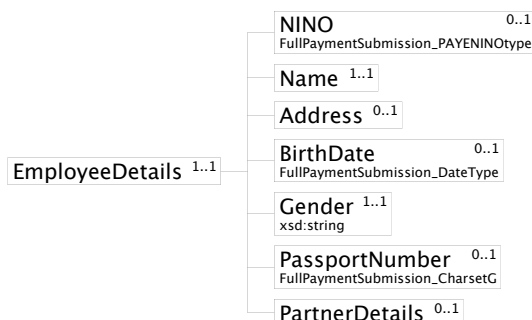 NINO 0..1
FullPaymentSubmission_PAYENINOtype
Name 1..1
Address 0..1
EmployeeDetails 1..1
BirthDate 0..1
FullPaymentSubmission_DateType
Gender 1..1
xsd:string
PassportNumber 0..1
FullPaymentSubmission_CharsetG
PartnerDetails 0..1